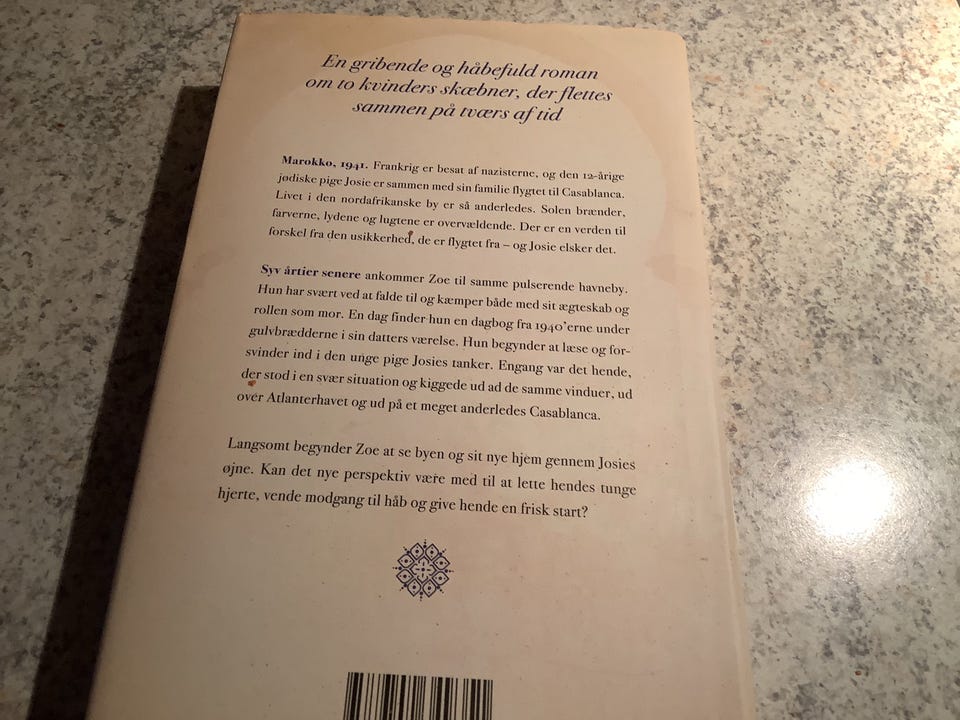 En gribende og håbefuld roman
om to kvinders skæbner, der flettes
sammen på tværs af tid
Marokko, 1941. Frankrig er besat af nazisterne, og den 12-årige
jødiske pige Josie er sammen med sin familie flygtet til Casablanca.
Livet i den nordafrikanske by er så anderledes. Solen brænder,
farverne, lydene og lugtene er overvældende. Der er en verden til
forskel fra den usikkerhed, de er flygtet fra – og Josie elsker det.
Syv årtier senere ankommer Zoe til samme pulserende havneby.
Hun har svært ved at falde til og kæmper både med sit ægteskab og
rollen som mor. En dag finder hun en dagbog fra 1940'erne under
gulvbrædderne i sin datters værelse. Hun begynder at læse og for-
svinder ind i den unge pige Josies tanker. Engang var det hende,
der stod i en svær situation og kiggede ud ad de samme vinduer, ud
over Atlanterhavet og ud på et meget anderledes Casablanca.
Langsomt begynder Zoe at se byen og sit nye hjem gennem Josies
øjne. Kan det nye perspektiv være med til at lette hendes tunge
hjerte, vende modgang til håb og give hende en frisk start?